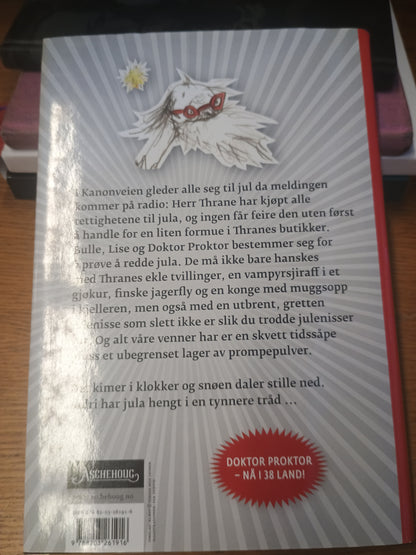 I Kanonveien gleder alle seg til jul da meldingen
kommer på radio: Herr Thrane har kjøpt alle
rettighetene til jula, og ingen får feire den uten først
å handle for en liten formue i Thranes butikker.
Bulle, Lise og Doktor Proktor bestemmer seg for
å prøve å redde jula. De må ikke bare hanskes
med Thranes ekle tvillinger, en vampyrsjiraff i et
gjøkur, finske jagerfly og en konge med muggsopp
i kjelleren, men også med en utbrent, gretten
julenisse som slett ikke er slik du trodde julenisser
var. Og alt våre venner har er en skvett tidssåpe
pluss et ubegrenset lager av prompepulver.
Det kimer i klokker og snøen daler stille ned.
Aldri har jula hengt i en tynnere tråd …
ASCHEHOUG
www.aschehoug.no
DOKTOR PROKTOR
– NÅ I 38 LAND!